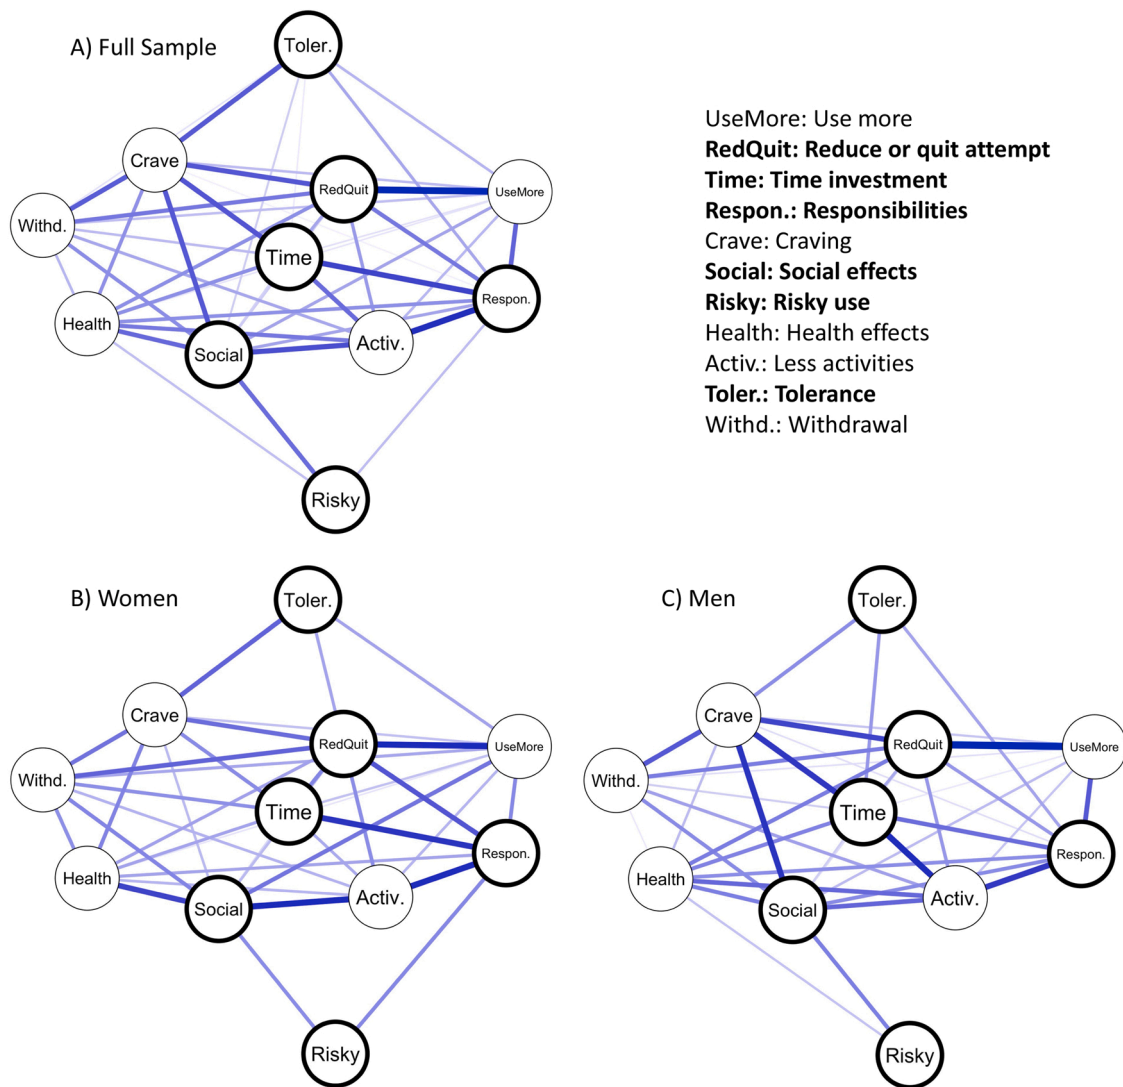 A) Full Sample
Toler.
Crave
RedQuit
UseMore
Withd.
Time
Respon.
Health
Social
Activ.
Risky
UseMore: Use more
RedQuit: Reduce or quit attempt
Time: Time investment
Respon.: Responsibilities
Crave: Craving
Social: Social effects
Risky: Risky use
Health: Health effects
Activ.: Less activities
Toler.: Tolerance
Withd.: Withdrawal
B) Women
Toler.
Crave
RedQuit
UseMore
Withd.
Time
Respon.
Health
Social
Activ.
Risky
C) Men
Toler.
Crave
RedQuit
UseMore
Withd.
Time
Respon.
Health
Social
Activ.
Risky